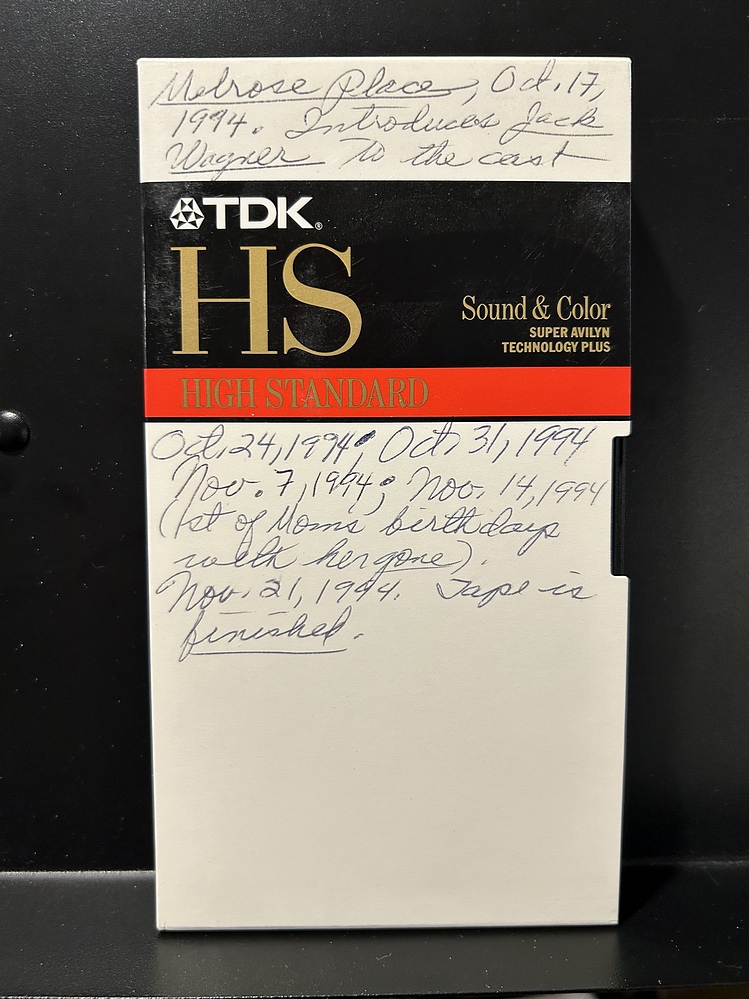 Melrose Place, Oct. 17,
1994. Introduces Jack
Wagner to the cast
TDK®
HS
Sound & Color
SUPER AVILYN
TECHNOLOGY PLUS
HIGH STANDARD
Oct. 24, 1994; Oct. 31, 1994
Nov. 7, 1994; Nov. 14, 1994
(1st of Moms birthdays
with her gone).
Nov. 21, 1994. Tape is
finished.